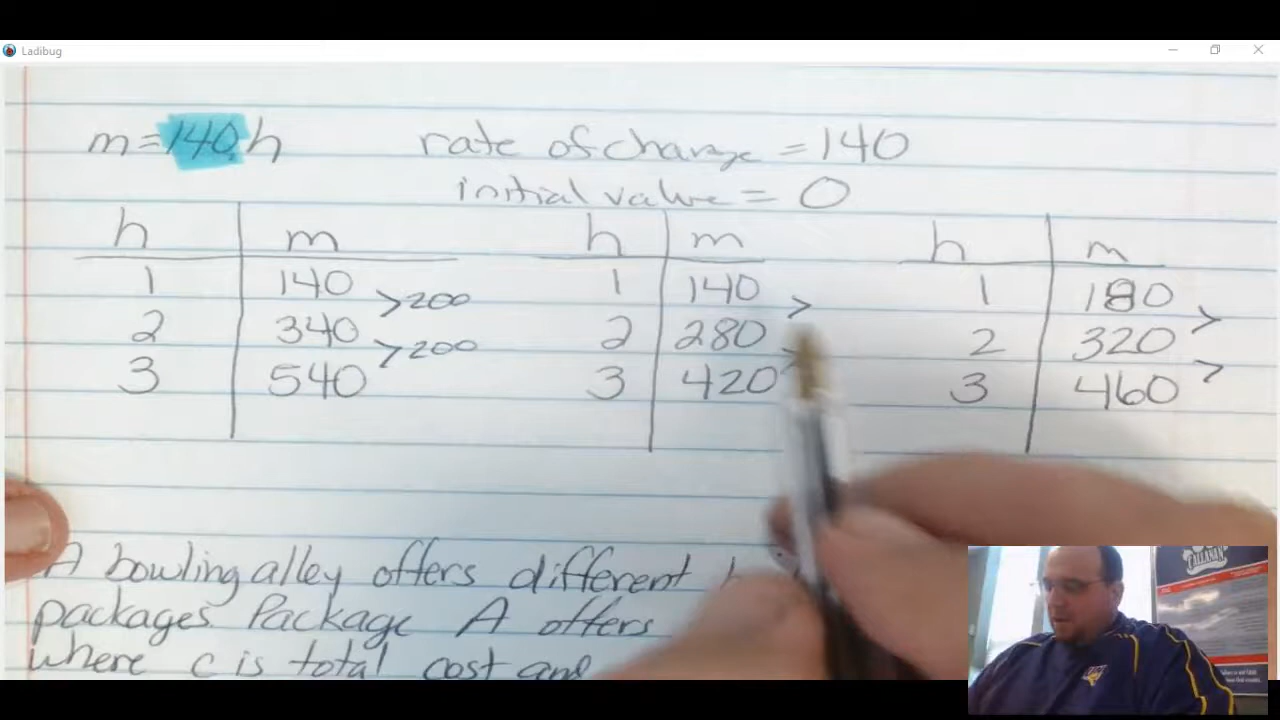 Ladibug
m=140h rate of change = 140
initial value = 0
h m h m h m
1 140 >200 1 140 > 1 180 >
2 340 >200 2 280 > 2 320 >
3 540 3 420 3 460
A bowling alley offers different
packages. Package A offers
where c is total cost and
CALLANAN